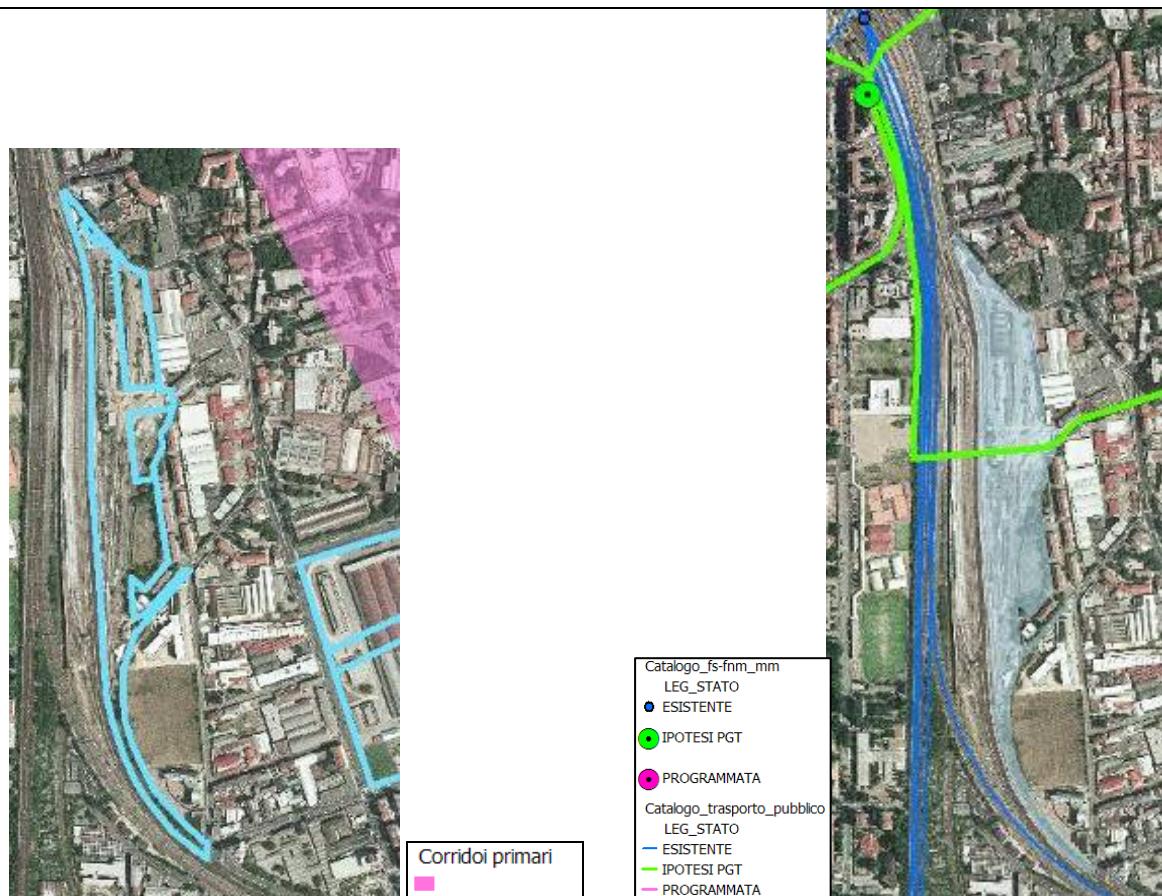 Corridoi primari
Catalogo_fs-fnm_mm
LEG_STATO
ESISTENTE
IPOTESI PGT
PROGRAMMATA
Catalogo_trasporto_pubblico
LEG_STATO
ESISTENTE
IPOTESI PGT
PROGRAMMATA